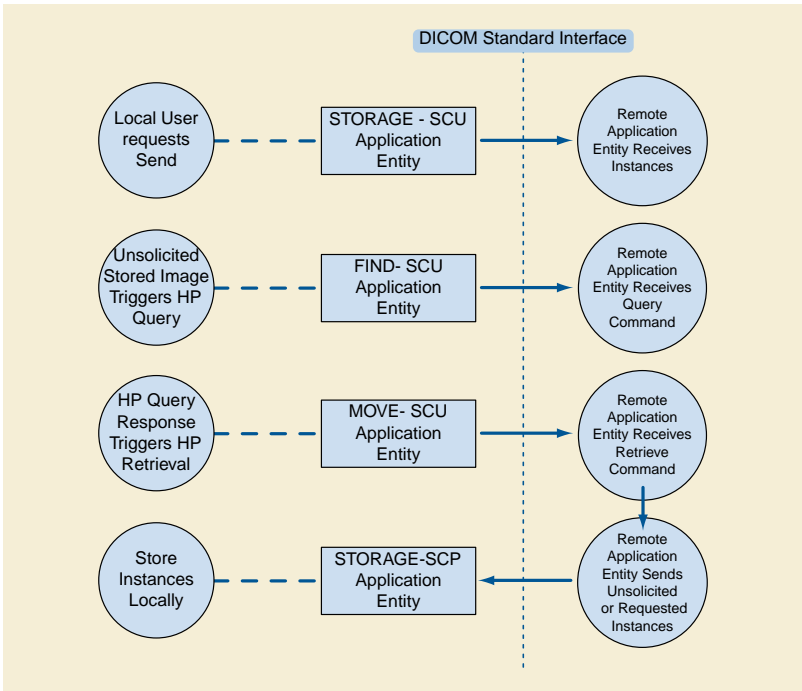 DICOM Standard Interface
Local User
requests
Send
STORAGE - SCU
Application
Entity
Remote
Application
Entity Receives
Instances
Unsolicited
Stored Image
Triggers HP
Query
FIND- SCU
Application
Entity
Remote
Application
Entity Receives
Query
Command
HP Query
Response
Triggers HP
Retrieval
MOVE- SCU
Application
Entity
Remote
Application
Entity Receives
Retrieve
Command
Store
Instances
Locally
STORAGE-SCP
Application
Entity
Remote
Application
Entity Sends
Unsolicited
or Requested
Instances